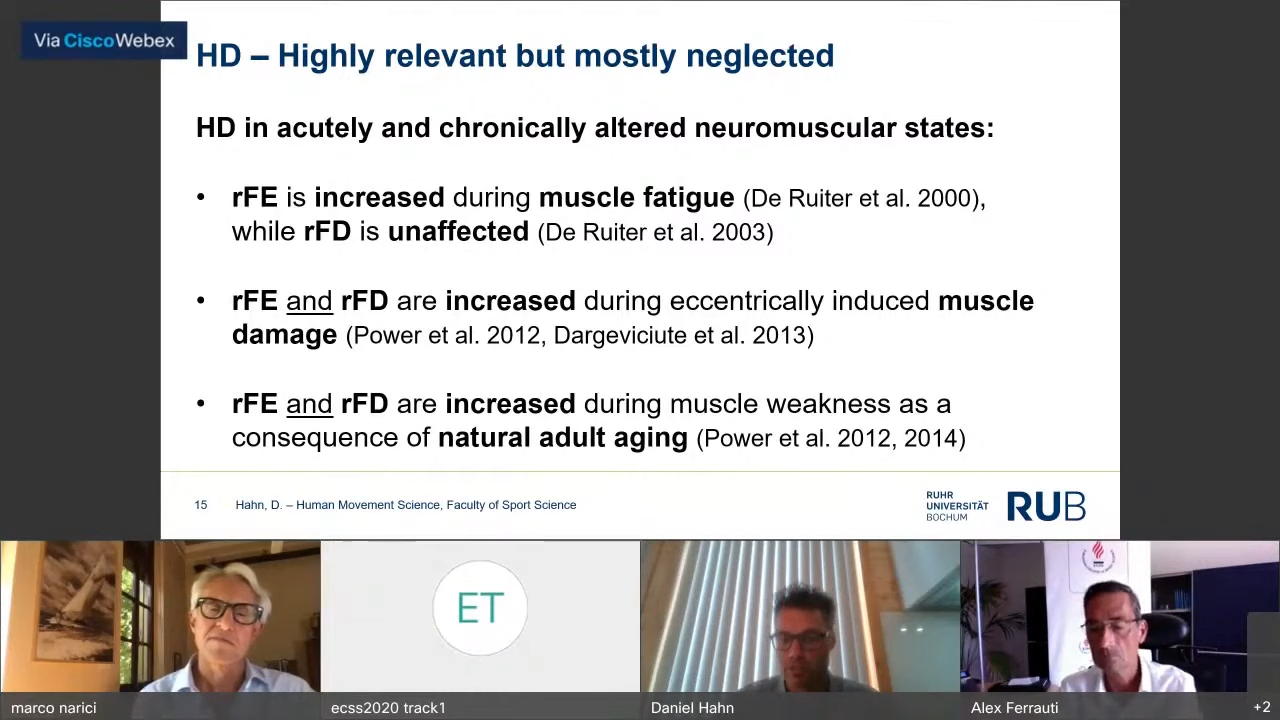 Via Cisco Webex
HD – Highly relevant but mostly neglected
HD in acutely and chronically altered neuromuscular states:
• rFE is increased during muscle fatigue (De Ruiter et al. 2000),
while rFD is unaffected (De Ruiter et al. 2003)
• rFE and rFD are increased during eccentrically induced muscle
damage (Power et al. 2012, Dargeviciute et al. 2013)
• rFE and rFD are increased during muscle weakness as a
consequence of natural adult aging (Power et al. 2012, 2014)
15 Hahn, D. – Human Movement Science, Faculty of Sport Science
RUHR
UNIVERSITÄT
BOCHUM
RUB
ET
marco narici
ecss2020 track1
Daniel Hahn
Alex Ferrauti
+2